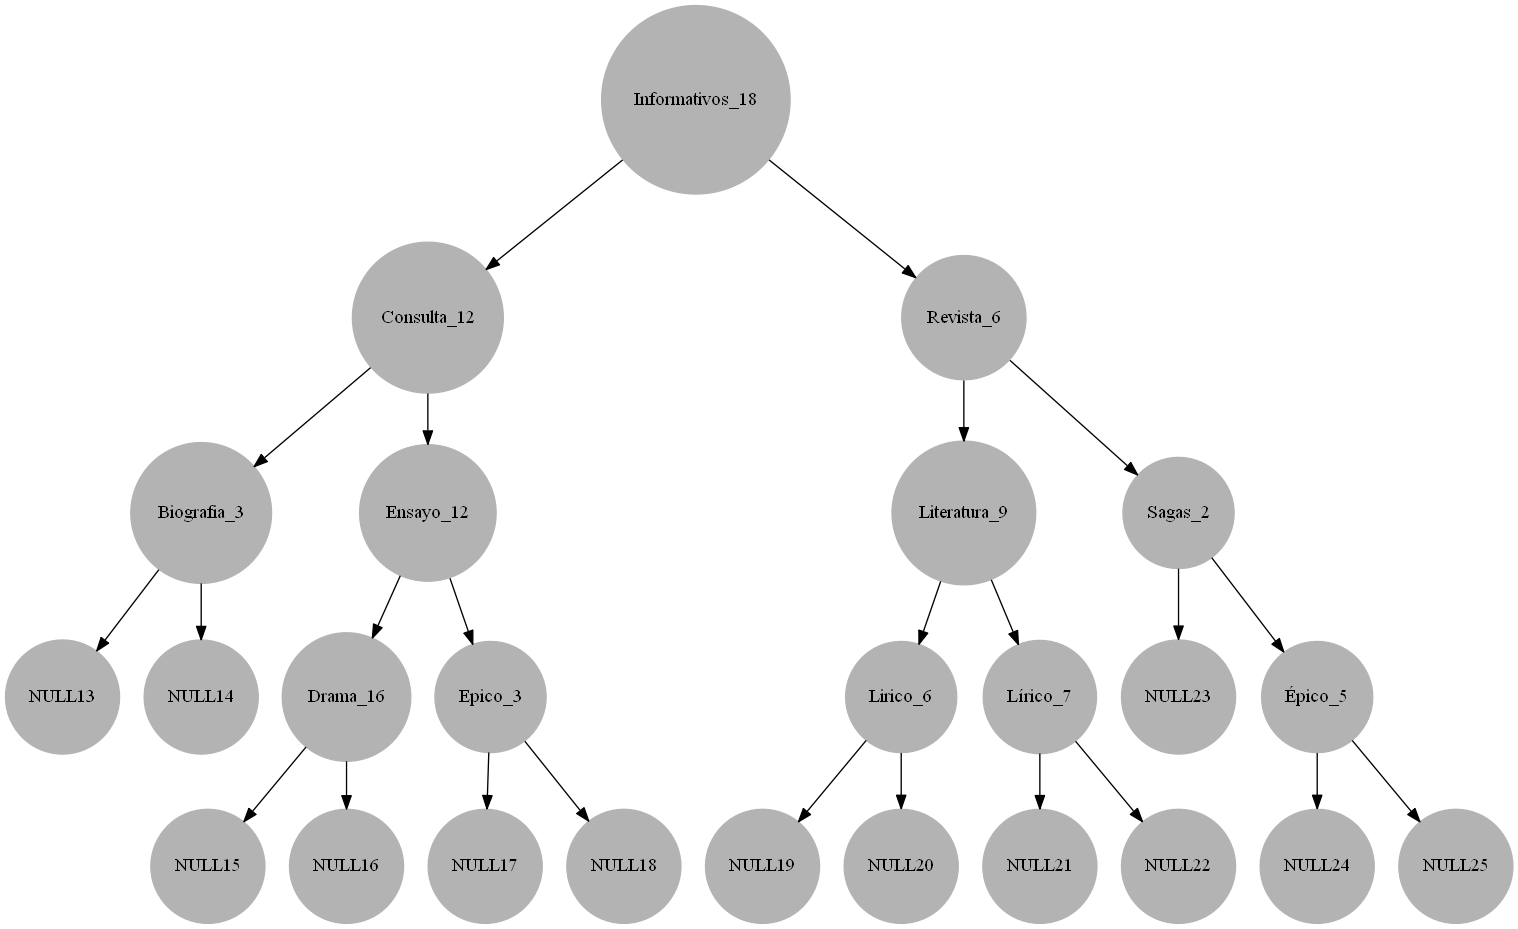 Informativos_18
Consulta_12
Revista_6
Biografia_3
Ensayo_12
Literatura_9
Sagas_2
NULL13
NULL14
Drama_16
Epico_3
Lirico_6
Lírico_7
NULL23
Épico_5
NULL15
NULL16
NULL17
NULL18
NULL19
NULL20
NULL21
NULL22
NULL24
NULL25